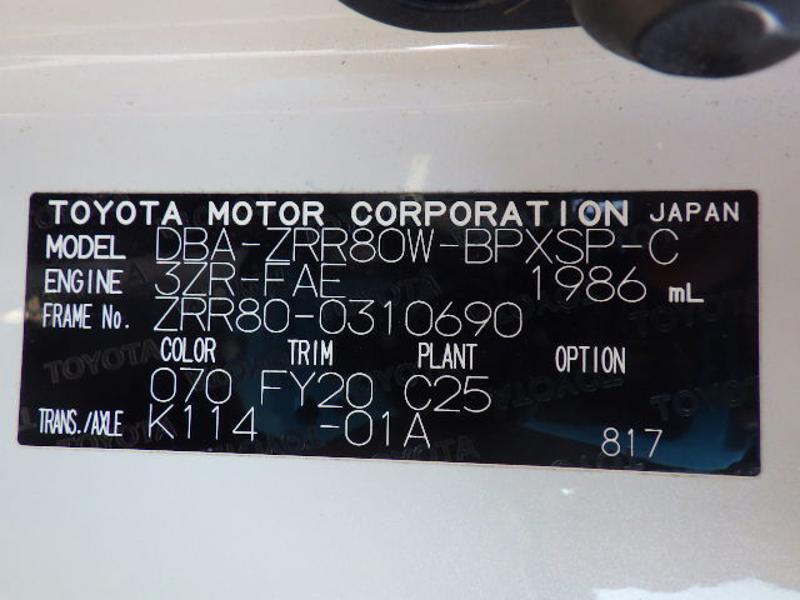 TOYOTA MOTOR CORPORATION JAPAN
MODEL DBA-ZRR80W-BPXSP-C
ENGINE 3ZR-FAE 1986 mL
FRAME No. ZRR80-0310690
COLOR TRIM PLANT OPTION
070 FY20 C25
TRANS./AXLE K114 -01A 817